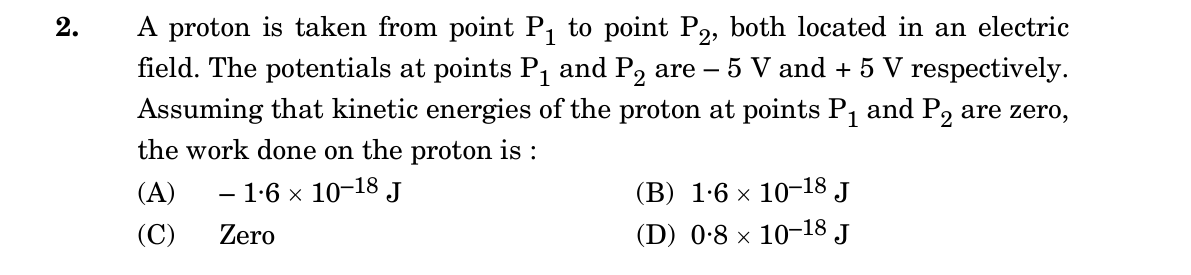 2. A proton is taken from point P₁ to point P₂, both located in an electric
field. The potentials at points P₁ and P₂ are – 5 V and + 5 V respectively.
Assuming that kinetic energies of the proton at points P₁ and P₂ are zero,
the work done on the proton is :
(A) – 1·6 × 10⁻¹⁸ J (B) 1·6 × 10⁻¹⁸ J
(C) Zero (D) 0·8 × 10⁻¹⁸ J